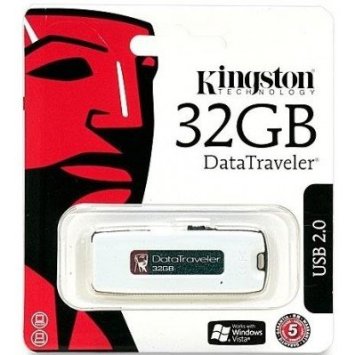 Kingston
TECHNOLOGY
32GB
DataTraveler
USB 2.0
DataTraveler
32GB
Works with
Windows
Vista
5